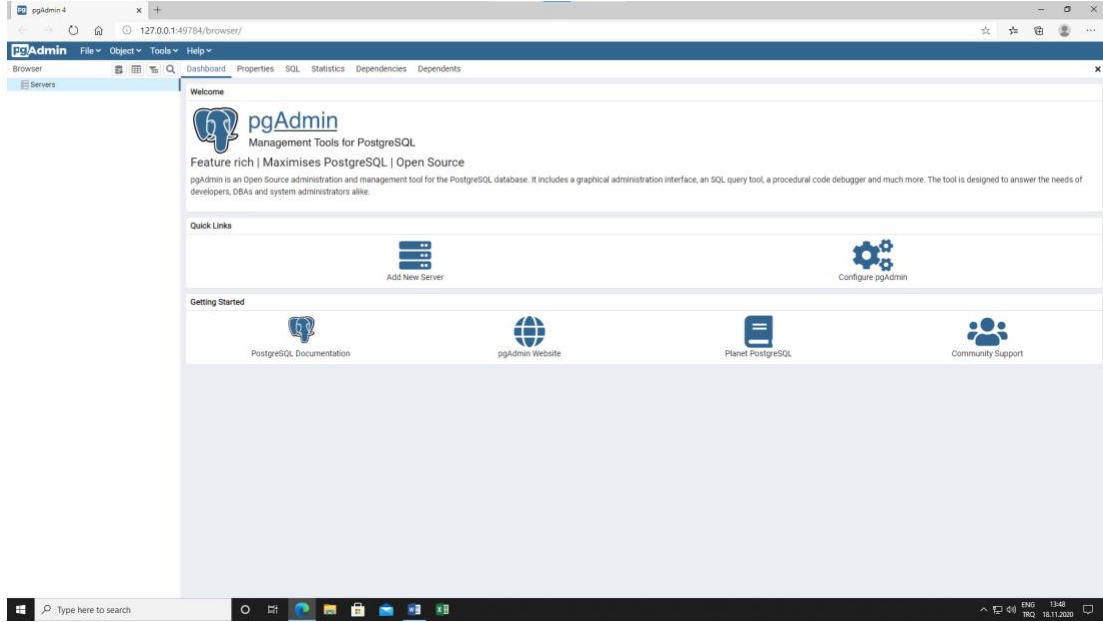 pgAdmin 4
127.0.0.1:49784/browser/
PgAdmin File Object Tools Help
Browser
Dashboard Properties SQL Statistics Dependencies Dependents
Servers
Welcome
pgAdmin
Management Tools for PostgreSQL
Feature rich | Maximises PostgreSQL | Open Source
pgAdmin is an Open Source administration and management tool for the PostgreSQL database. It includes a graphical administration interface, an SQL query tool, a procedural code debugger and much more. The tool is designed to answer the needs of
developers, DBAs and system administrators alike.
Quick Links
Add New Server
Configure pgAdmin
Getting Started
PostgreSQL Documentation
pgAdmin Website
Planet PostgreSQL
Community Support
Type here to search
ENG 13:48
TRQ 18.11.2020